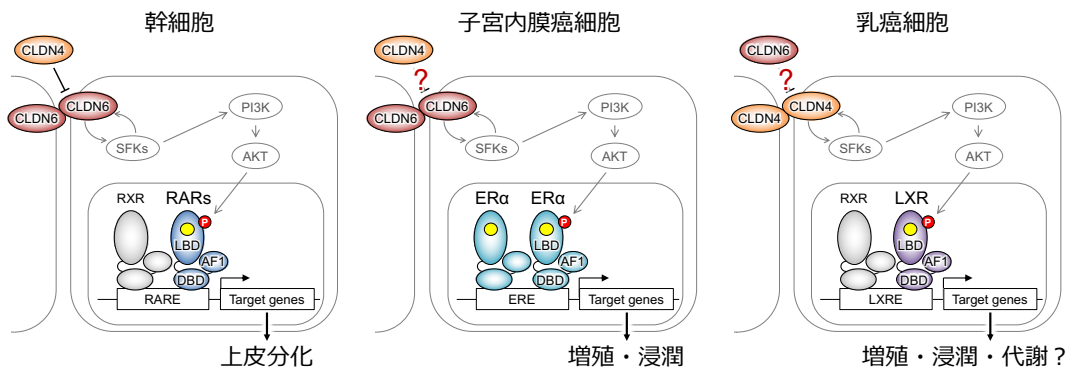 幹細胞
CLDN4
CLDN6
CLDN6
SFKs
PI3K
AKT
RXR
RARs
P
LBD
AF1
DBD
RARE
Target genes
上皮分化
子宮内膜癌細胞
CLDN4
?
CLDN6
CLDN6
SFKs
PI3K
AKT
ERα
ERα
P
LBD
AF1
DBD
ERE
Target genes
増殖・浸潤
乳癌細胞
CLDN6
?
CLDN4
CLDN4
SFKs
PI3K
AKT
RXR
LXR
P
LBD
AF1
DBD
LXRE
Target genes
増殖・浸潤・代謝？